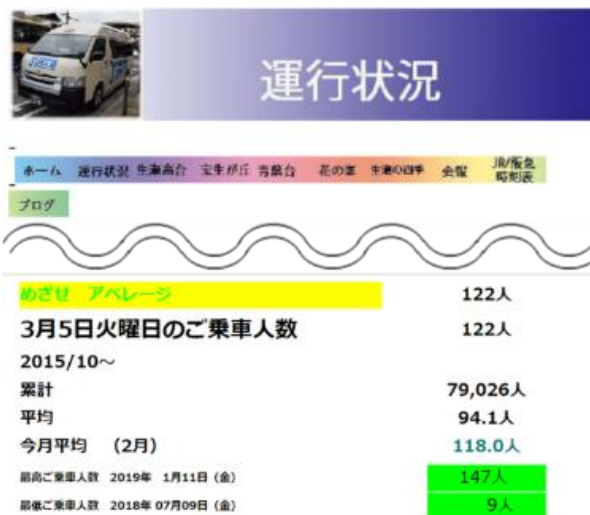 運行状況
ホーム 運行状況 生瀬高台 宝生が丘 青葉台 花の峯 生瀬の四季 会報 JR/阪急時刻表
ブログ
めざせ アベレージ 122人
3月5日火曜日のご乗車人数 122人
2015/10～
累計 79,026人
平均 94.1人
今月平均 （2月） 118.0人
最高ご乗車人数 2019年 1月11日（金） 147人
最低ご乗車人数 2018年 07月09日（金） 9人